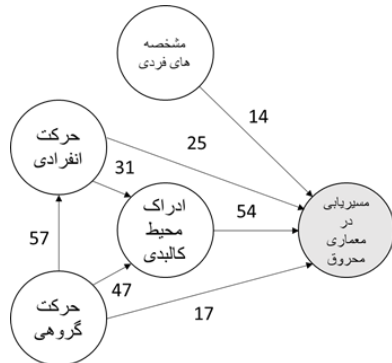 مشخصه
های فردی
14
حرکت
انفرادی
25
31
ادراک
محیط
کالبدی
54
مسیریابی
در
معماری
محروق
57
47
حرکت
گروهی
17